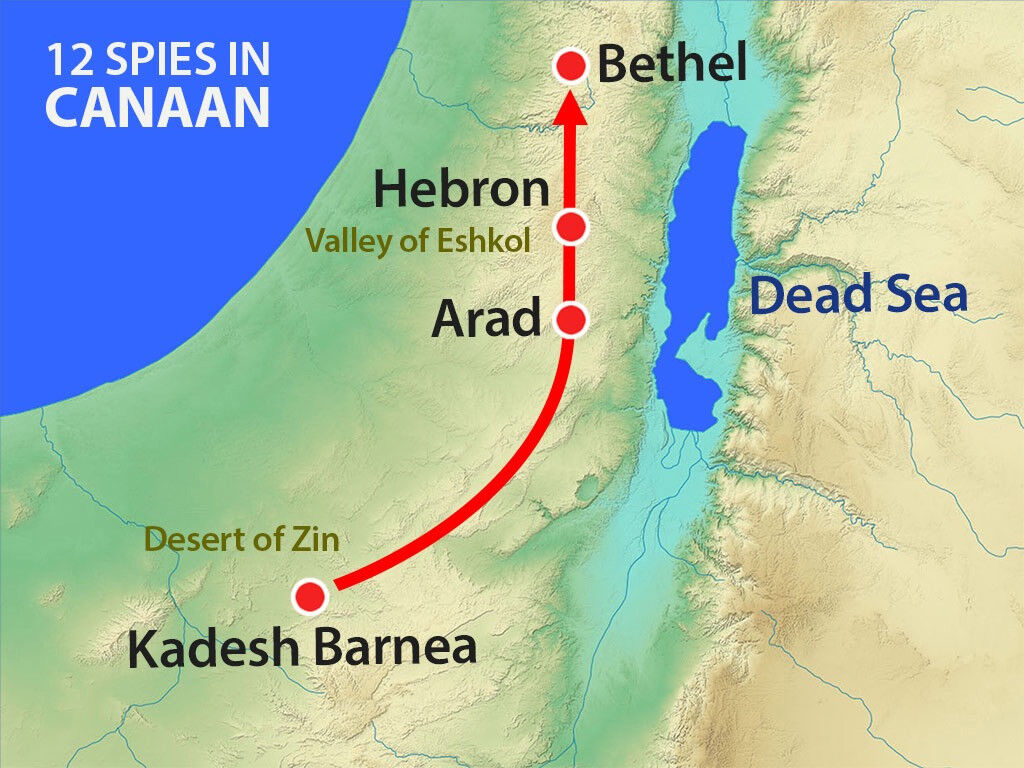 12 SPIES IN
CANAAN
Bethel
Hebron
Valley of Eshkol
Arad
Dead Sea
Desert of Zin
Kadesh Barnea